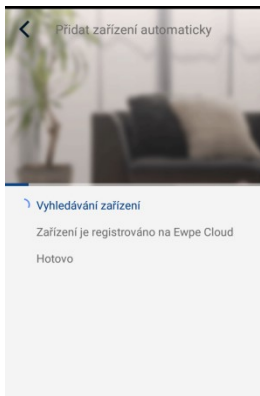 Přidat zařízení automaticky
Vyhledávání zařízení
Zařízení je registrováno na Ewpe Cloud
Hotovo